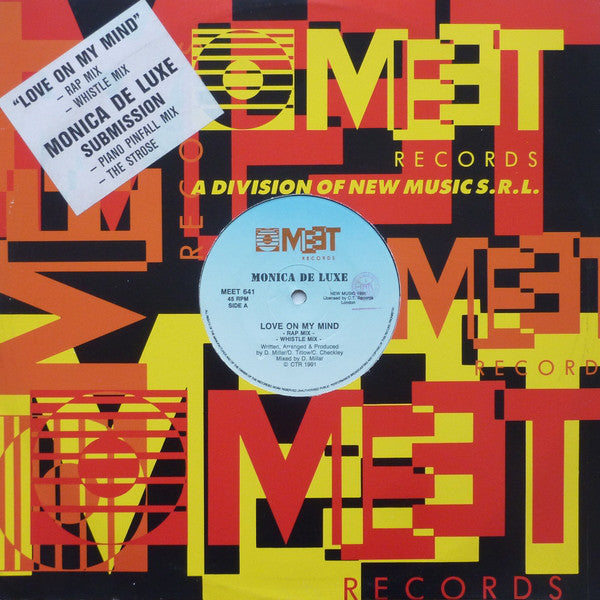 "LOVE ON MY MIND"
– RAP MIX
– WHISTLE MIX
MONICA DE LUXE
SUBMISSION
– PIANO PINFALL MIX
– THE STROSE
MEET
RECORDS
A DIVISION OF NEW MUSIC S.R.L.
RECO
MEET
RECORDS
MONICA DE LUXE
MEET 641
45 RPM
SIDE A
NEW MUSIC 1991
Licensed by C.T. Records
London
LOVE ON MY MIND
- RAP MIX -
- WHISTLE MIX -
Written, Arranged & Produced
by D. Millar/D. Titlow/C. Checkley
Mixed by D. Millar
© CTR 1991
MEET
RECORD
MEET
RECORDS